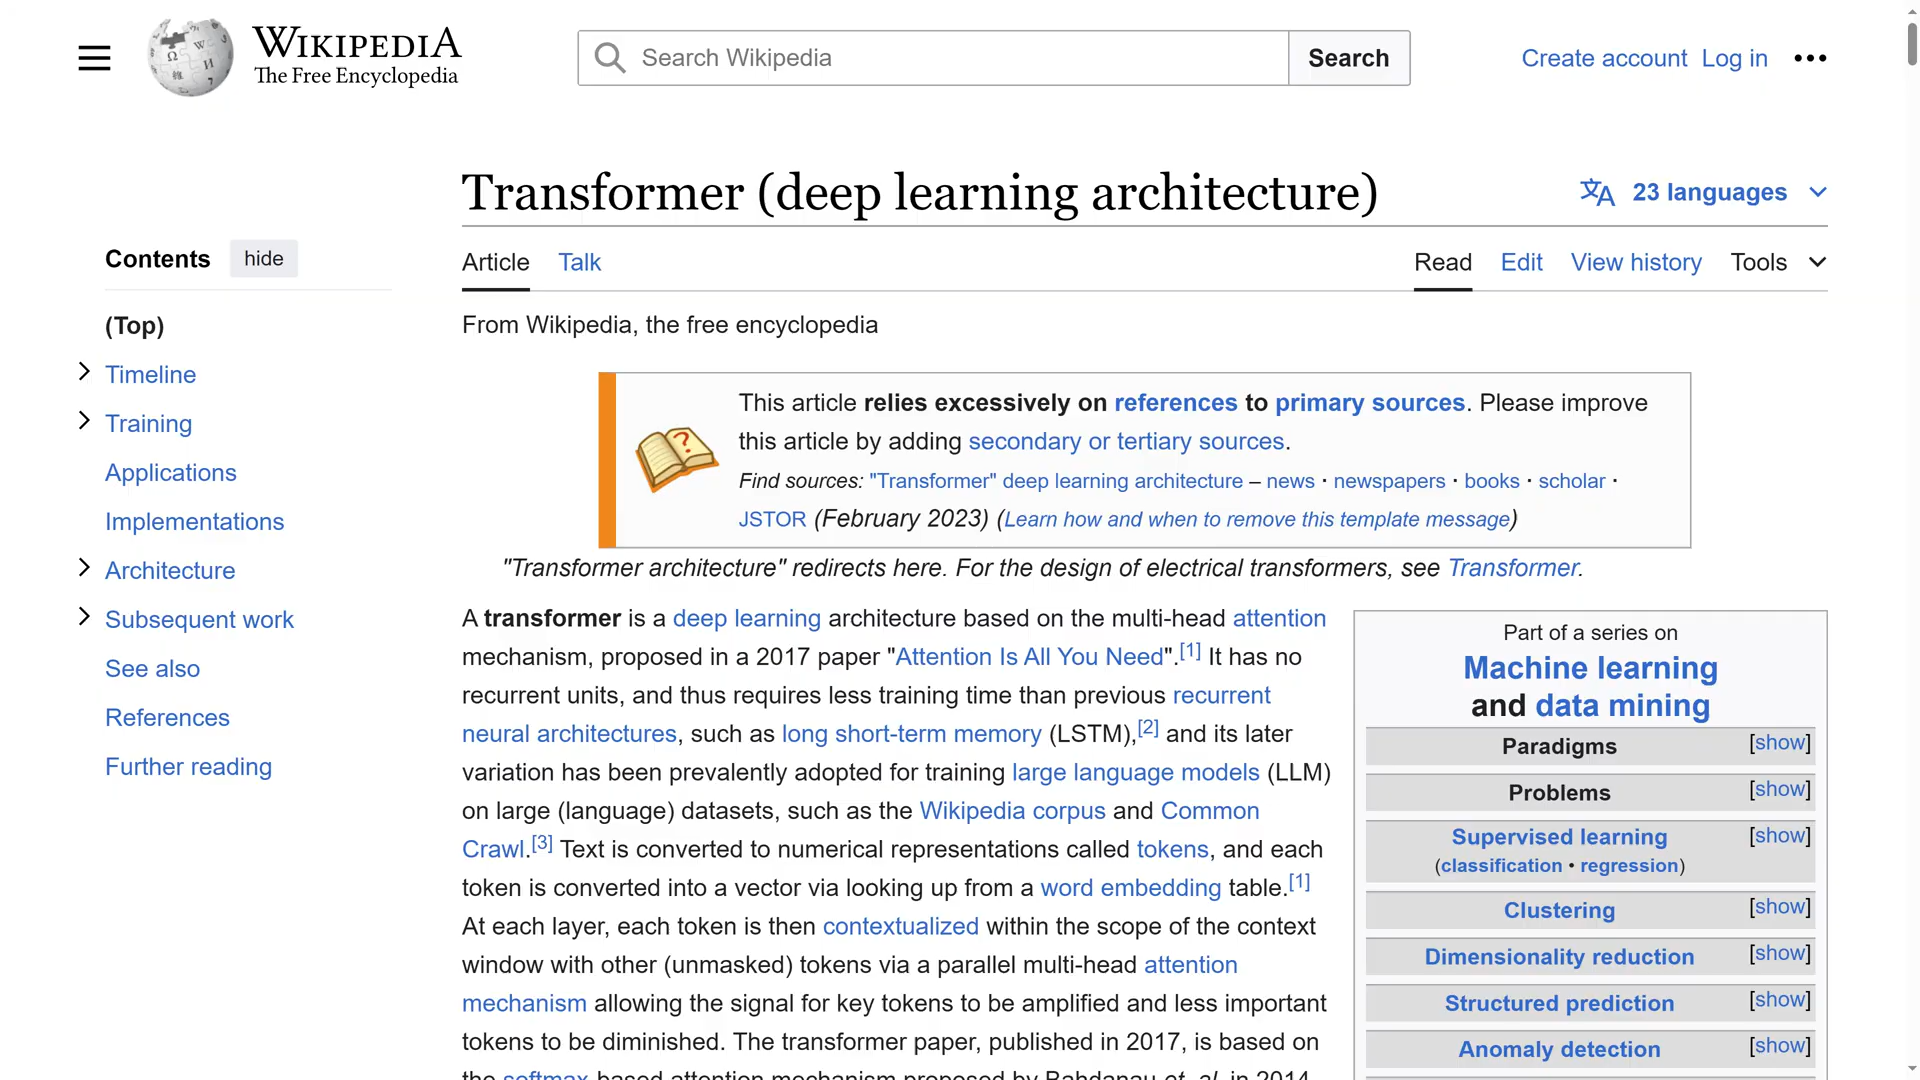 WIKIPEDIA
The Free Encyclopedia
Search Wikipedia
Search
Create account Log in
Transformer (deep learning architecture)
23 languages
Contents hide
(Top)
Timeline
Training
Applications
Implementations
Architecture
Subsequent work
See also
References
Further reading
Article Talk
Read Edit View history Tools
From Wikipedia, the free encyclopedia
This article relies excessively on references to primary sources. Please improve
this article by adding secondary or tertiary sources.
Find sources: "Transformer" deep learning architecture – news · newspapers · books · scholar ·
JSTOR (February 2023) (Learn how and when to remove this template message)
"Transformer architecture" redirects here. For the design of electrical transformers, see Transformer.
A transformer is a deep learning architecture based on the multi-head attention
mechanism, proposed in a 2017 paper "Attention Is All You Need".[1] It has no
recurrent units, and thus requires less training time than previous recurrent
neural architectures, such as long short-term memory (LSTM),[2] and its later
variation has been prevalently adopted for training large language models (LLM)
on large (language) datasets, such as the Wikipedia corpus and Common
Crawl.[3] Text is converted to numerical representations called tokens, and each
token is converted into a vector via looking up from a word embedding table.[1]
At each layer, each token is then contextualized within the scope of the context
window with other (unmasked) tokens via a parallel multi-head attention
mechanism allowing the signal for key tokens to be amplified and less important
tokens to be diminished. The transformer paper, published in 2017, is based on
the softmax-based attention mechanism proposed by Bahdanau et. al. in 2014
Part of a series on
Machine learning
and data mining
Paradigms [show]
Problems [show]
Supervised learning [show]
(classification • regression)
Clustering [show]
Dimensionality reduction [show]
Structured prediction [show]
Anomaly detection [show]